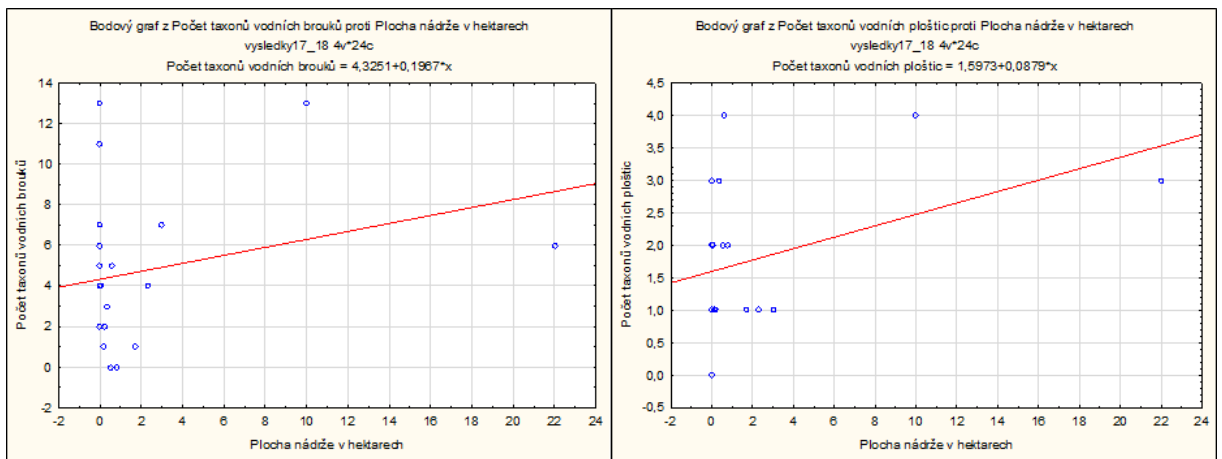 Bodový graf z Počet taxonů vodních brouků proti Plocha nádrže v hektarech
vysledky17_18 4v*24c
Počet taxonů vodních brouků = 4,3251+0,1967*x
14
12
10
8
6
4
2
0
-2
Počet taxonů vodních brouků
-2 0 2 4 6 8 10 12 14 16 18 20 22 24
Plocha nádrže v hektarech
Bodový graf z Počet taxonů vodních ploštic proti Plocha nádrže v hektarech
vysledky17_18 4v*24c
Počet taxonů vodních ploštic = 1,5973+0,0879*x
4,5
4,0
3,5
3,0
2,5
2,0
1,5
1,0
0,5
0,0
-0,5
Počet taxonů vodních ploštic
-2 0 2 4 6 8 10 12 14 16 18 20 22 24
Plocha nádrže v hektarech